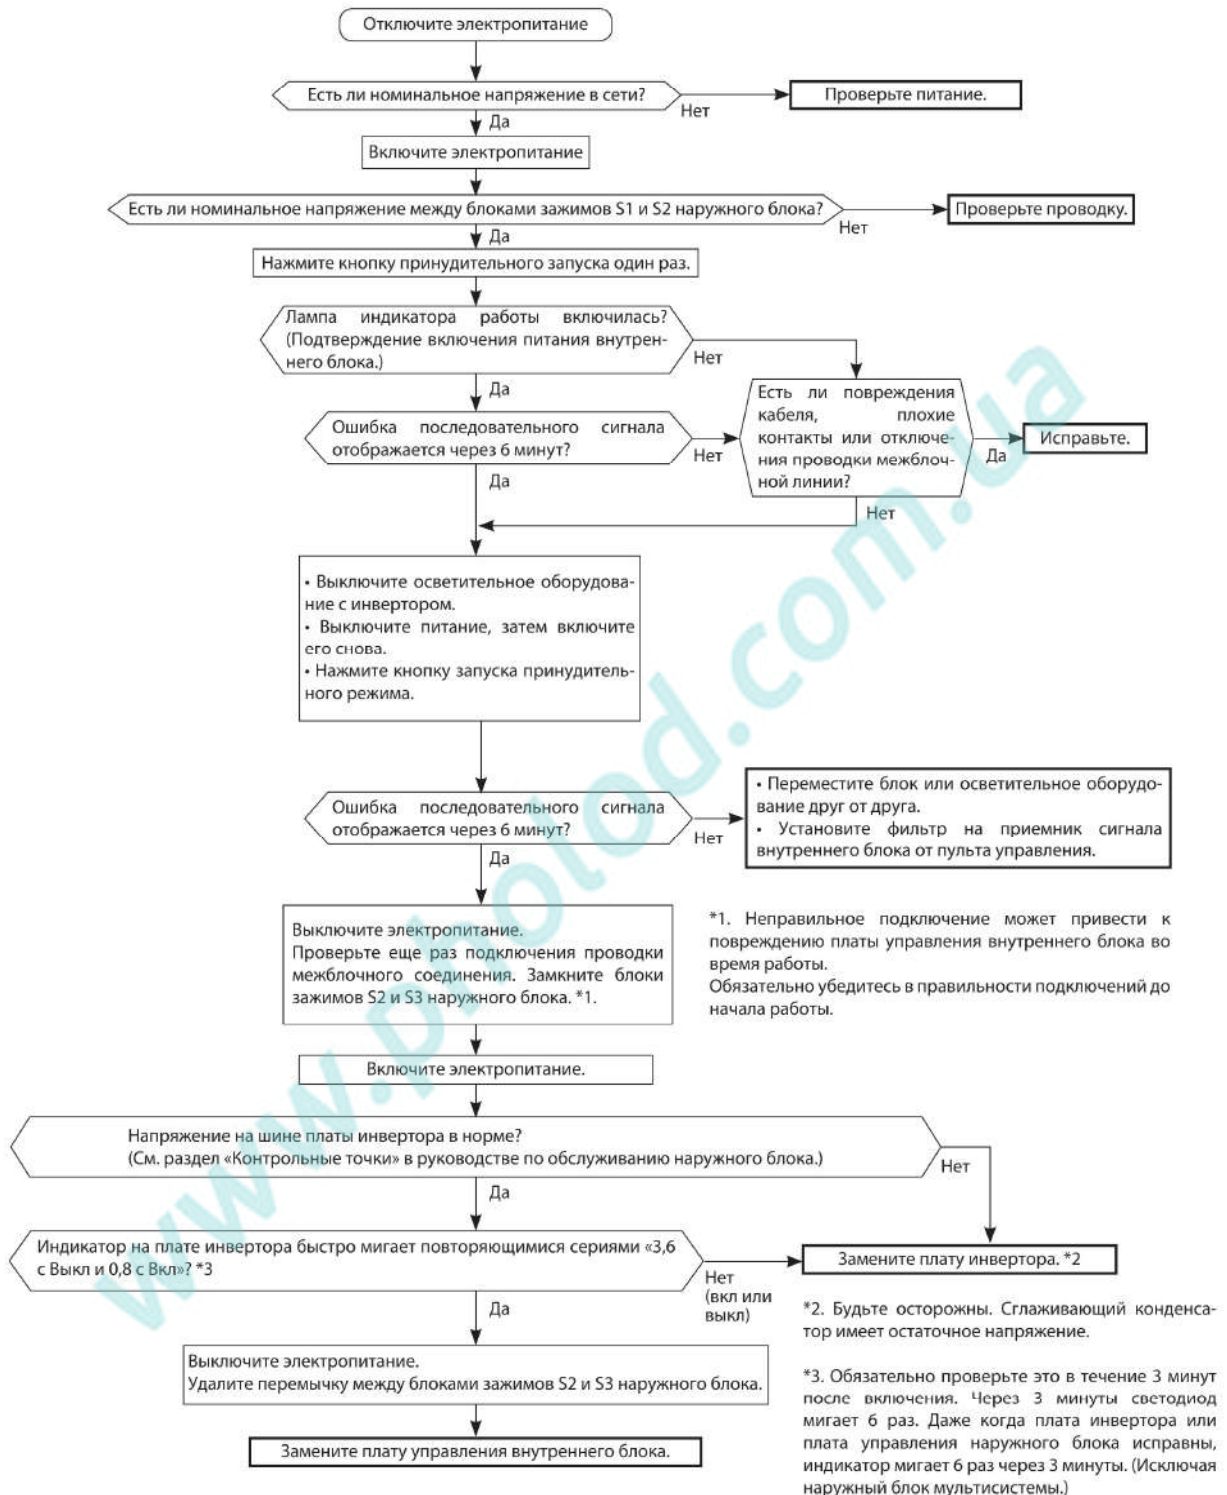 Отключите электропитание
Есть ли номинальное напряжение в сети?
Нет
Проверьте питание.
Да
Включите электропитание
Есть ли номинальное напряжение между блоками зажимов S1 и S2 наружного блока?
Нет
Проверьте проводку.
Да
Нажмите кнопку принудительного запуска один раз.
Лампа индикатора работы включилась?
(Подтверждение включения питания внутрен-
него блока.)
Нет
Да
Есть ли повреждения
кабеля, плохие
контакты или отключе-
ния проводки межблоч-
ной линии?
Да
Исправьте.
Нет
Ошибка последовательного сигнала
отображается через 6 минут?
Нет
Да
• Выключите осветительное оборудова-
ние с инвертором.
• Выключите питание, затем включите
его снова.
• Нажмите кнопку запуска принудитель-
ного режима.
Ошибка последовательного сигнала
отображается через 6 минут?
Нет
• Переместите блок или осветительное оборудо-
вание друг от друга.
• Установите фильтр на приемник сигнала
внутреннего блока от пульта управления.
Да
Выключите электропитание.
Проверьте еще раз подключения проводки
межблочного соединения. Замкните блоки
зажимов S2 и S3 наружного блока. *1.
*1. Неправильное подключение может привести к
повреждению платы управления внутреннего блока во
время работы.
Обязательно убедитесь в правильности подключений до
начала работы.
Включите электропитание.
Напряжение на шине платы инвертора в норме?
(См. раздел «Контрольные точки» в руководстве по обслуживанию наружного блока.)
Нет
Да
Индикатор на плате инвертора быстро мигает повторяющимися сериями «3,6
с Выкл и 0,8 с Вкл»? *3
Нет
(вкл или
выкл)
Замените плату инвертора. *2
Да
*2. Будьте осторожны. Сглаживающий конденса-
тор имеет остаточное напряжение.
Выключите электропитание.
Удалите перемычку между блоками зажимов S2 и S3 наружного блока.
*3. Обязательно проверьте это в течение 3 минут
после включения. Через 3 минуты светодиод
мигает 6 раз. Даже когда плата инвертора или
плата управления наружного блока исправны,
индикатор мигает 6 раз через 3 минуты. (Исключая
наружный блок мультисистемы.)
Замените плату управления внутреннего блока.
www.pholod.com.ua